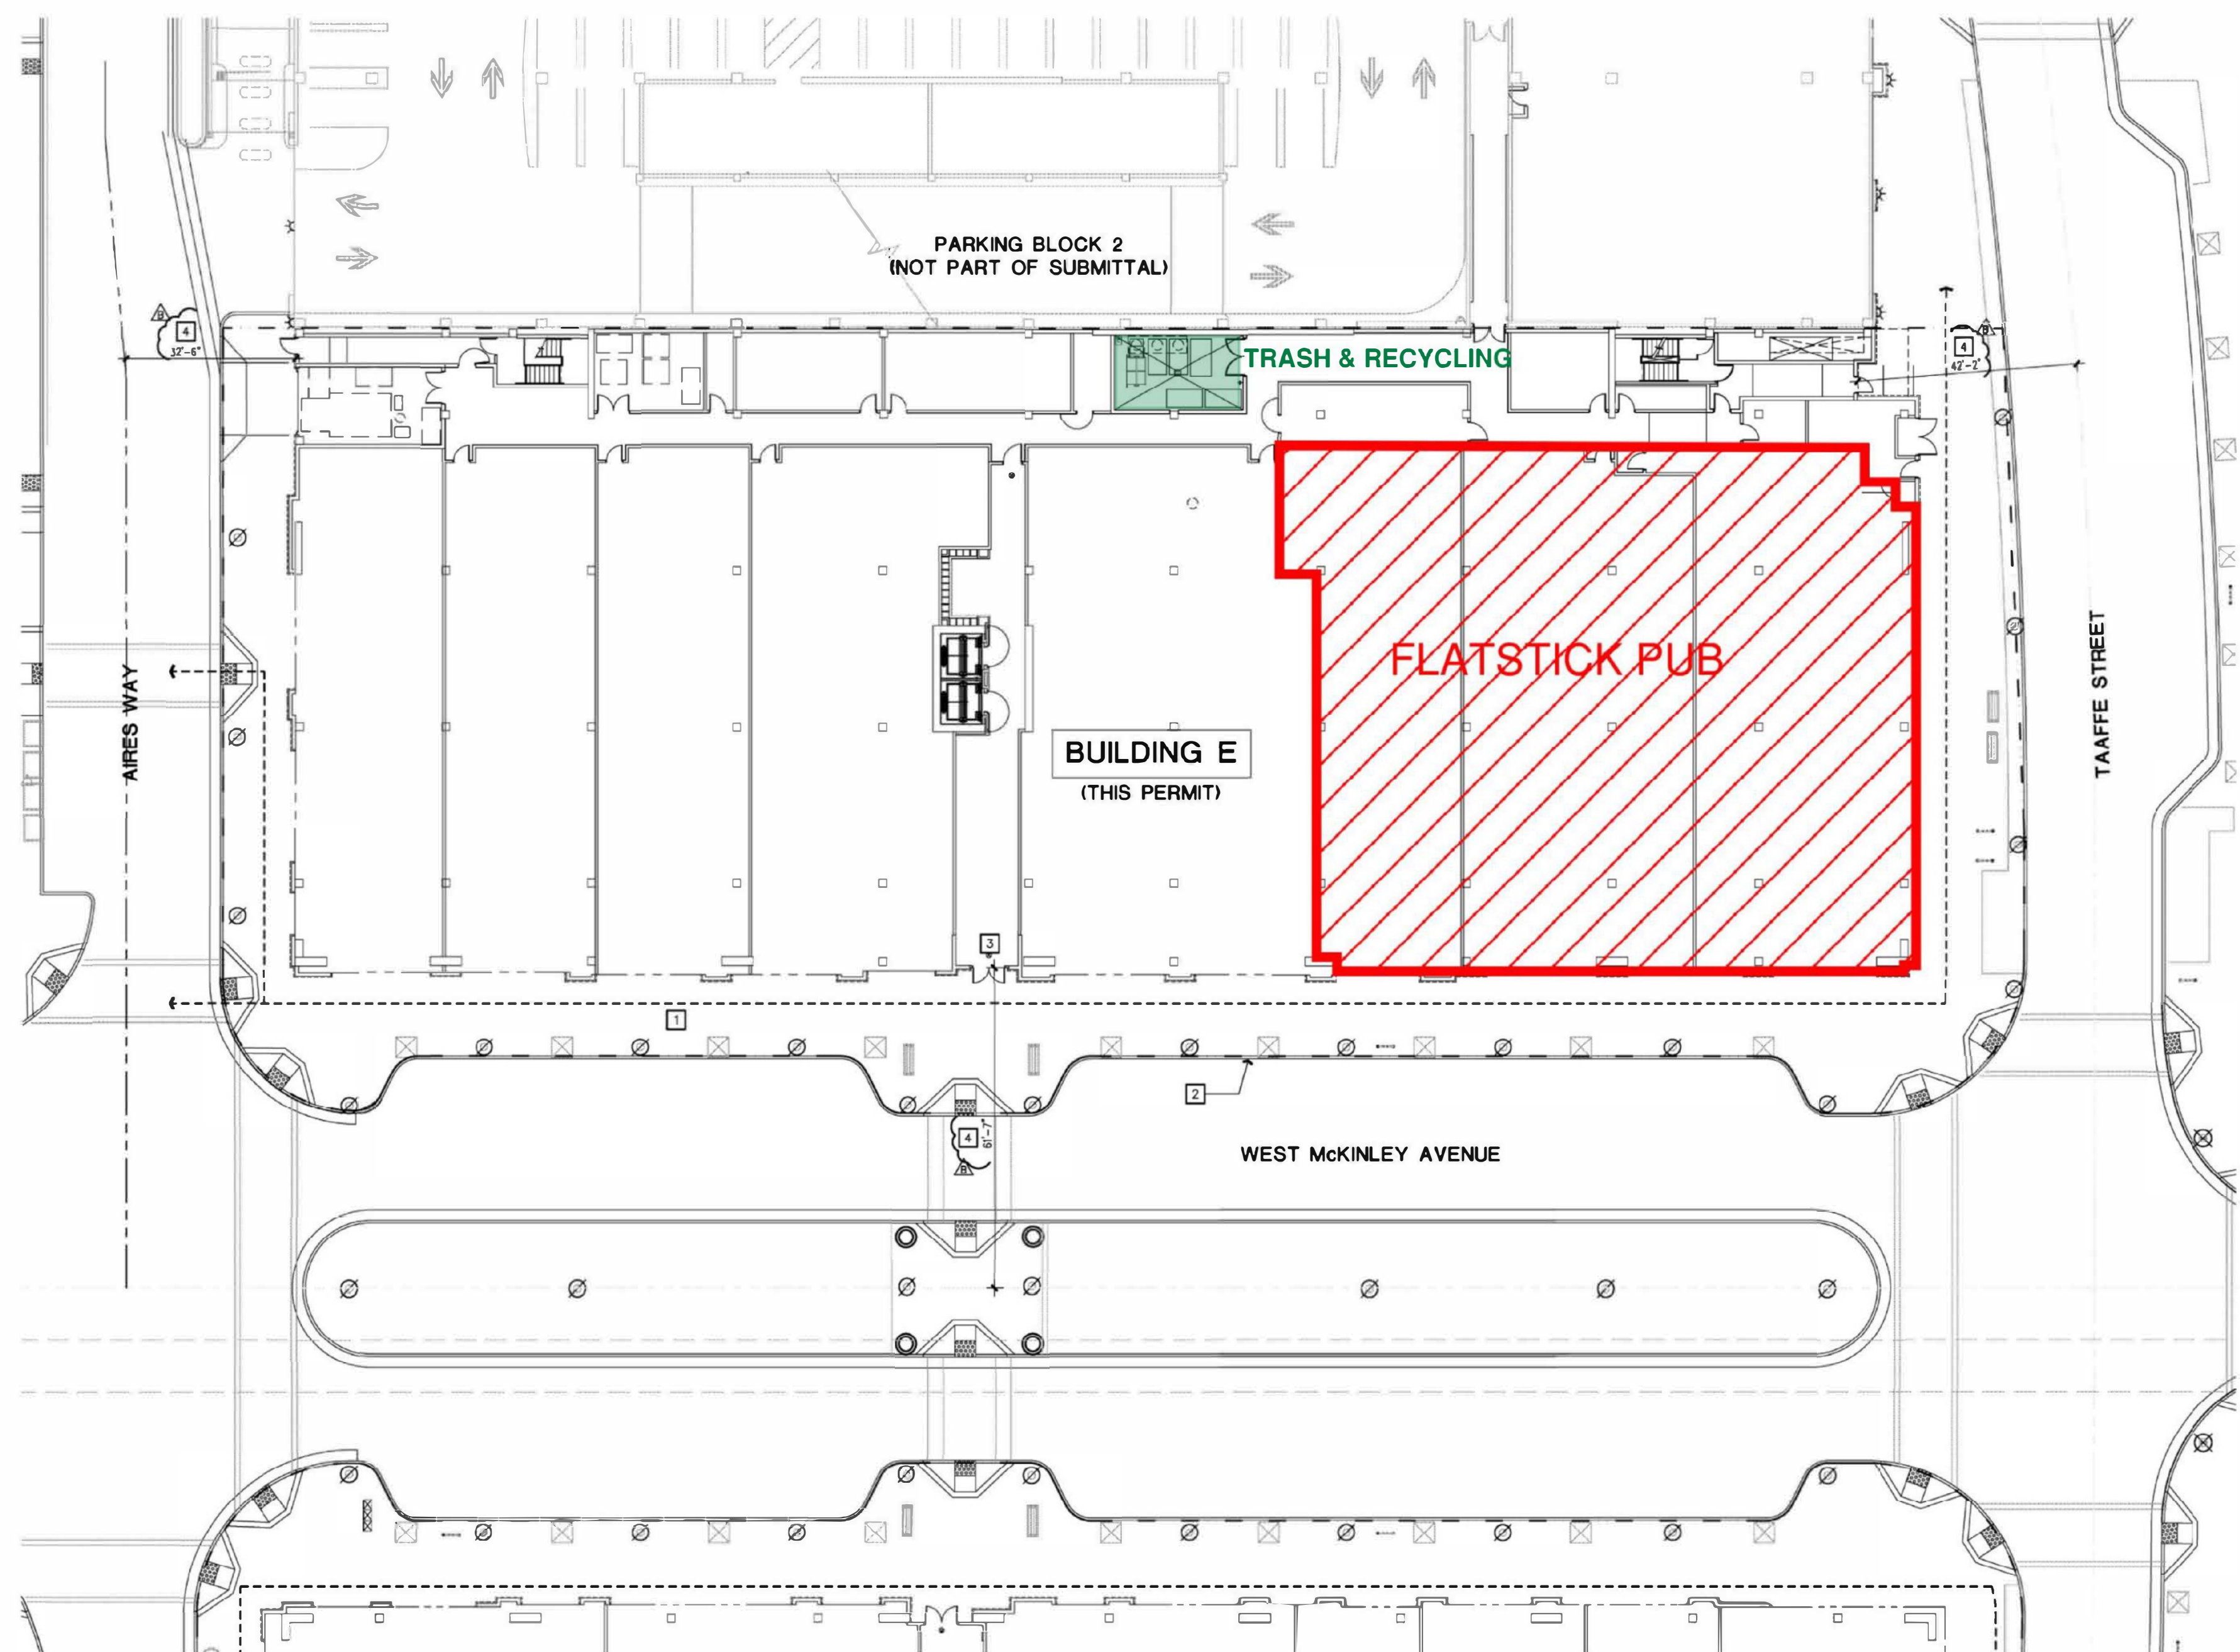 PARKING BLOCK 2
(NOT PART OF SUBMITTAL)
B
4
32'-6"
TRASH & RECYCLING
B
4
42'-2"
FLATSTICK PUB
AIRES WAY
TAAFFE STREET
BUILDING E
(THIS PERMIT)
3
1
2
4
61'-7"
B
WEST McKINLEY AVENUE